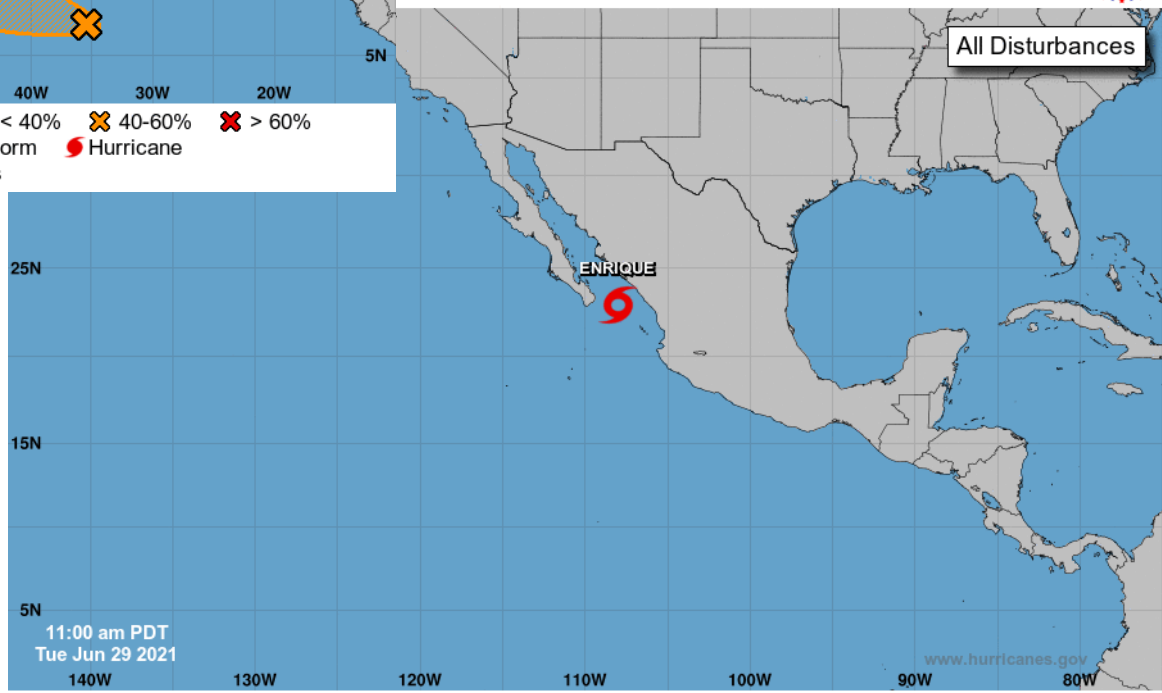 5N
40W 30W 20W
< 40% 40-60% > 60%
orm Hurricane
All Disturbances
25N
ENRIQUE
15N
5N
11:00 am PDT
Tue Jun 29 2021
www.hurricanes.gov
140W 130W 120W 110W 100W 90W 80W